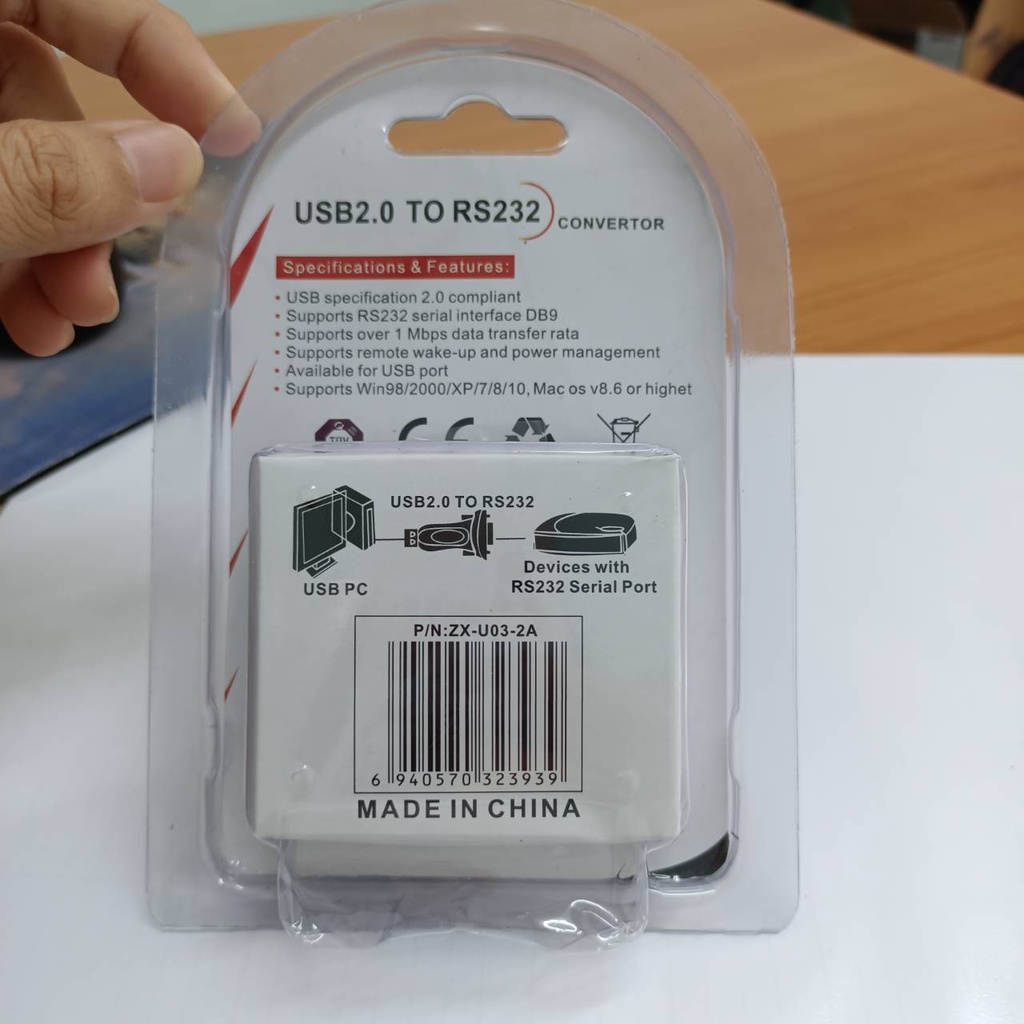 USB2.0 TO RS232 CONVERTOR
Specifications & Features:
• USB specification 2.0 compliant
• Supports RS232 serial interface DB9
• Supports over 1 Mbps data transfer rata
• Supports remote wake-up and power management
• Available for USB port
• Supports Win98/2000/XP/7/8/10, Mac os v8.6 or highet
TUV
CE
USB2.0 TO RS232
USB PC
Devices with
RS232 Serial Port
P/N:ZX-U03-2A
6 940570 323939
MADE IN CHINA